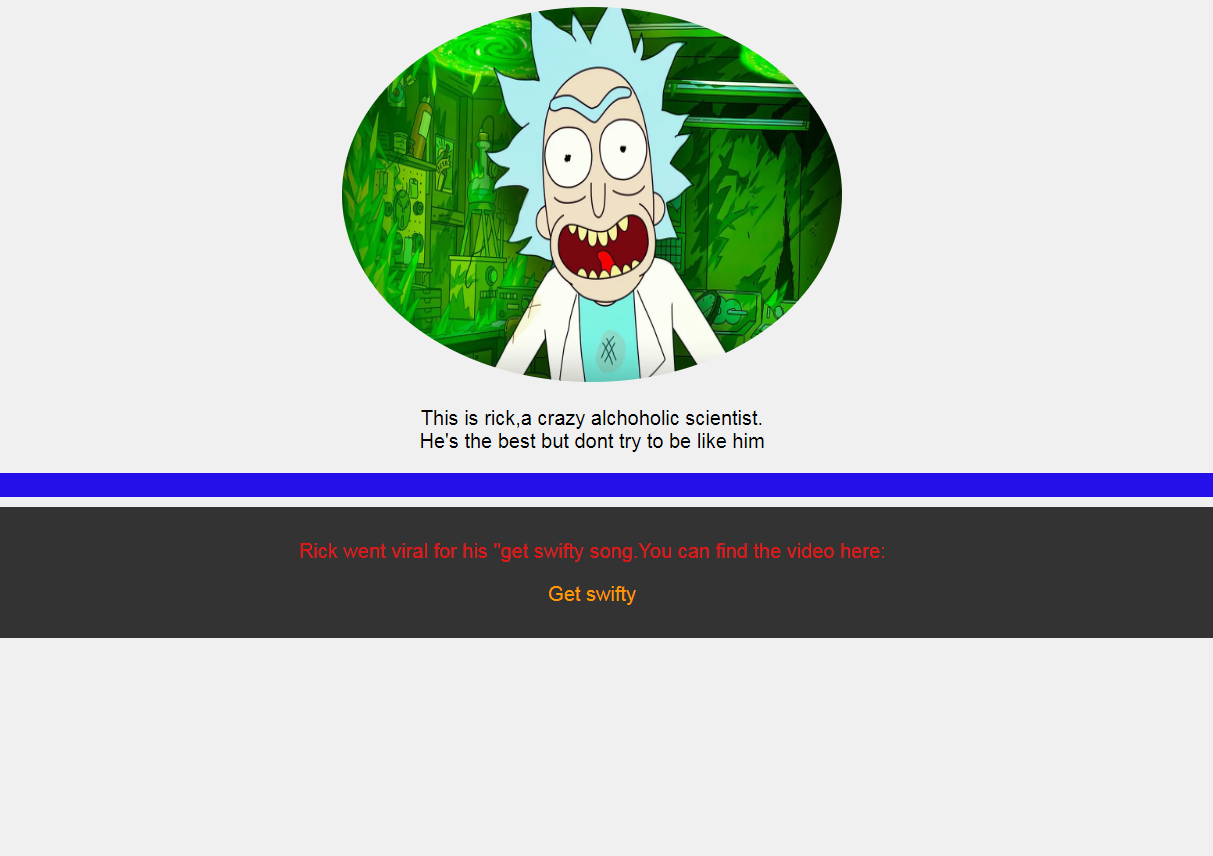 This is rick,a crazy alchoholic scientist.
He's the best but dont try to be like him
Rick went viral for his "get swifty song.You can find the video here:
Get swifty